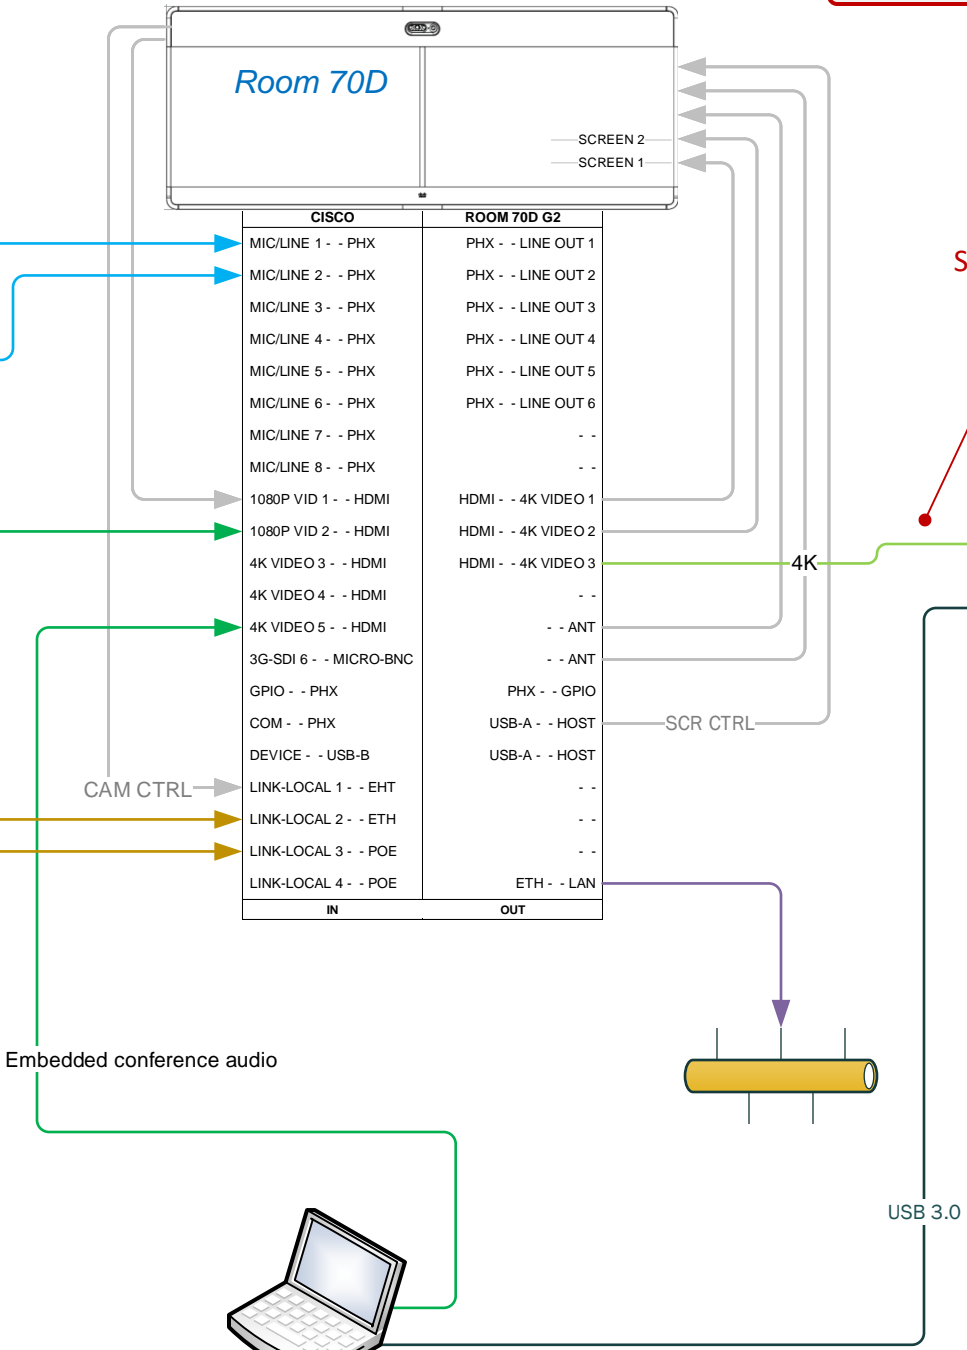 Room 70D
SCREEN 2
SCREEN 1
CISCO ROOM 70D G2
MIC/LINE 1 - - PHX PHX - - LINE OUT 1
MIC/LINE 2 - - PHX PHX - - LINE OUT 2
MIC/LINE 3 - - PHX PHX - - LINE OUT 3
MIC/LINE 4 - - PHX PHX - - LINE OUT 4
MIC/LINE 5 - - PHX PHX - - LINE OUT 5
MIC/LINE 6 - - PHX PHX - - LINE OUT 6
MIC/LINE 7 - - PHX - -
MIC/LINE 8 - - PHX - -
1080P VID 1 - - HDMI HDMI - - 4K VIDEO 1
1080P VID 2 - - HDMI HDMI - - 4K VIDEO 2
4K VIDEO 3 - - HDMI HDMI - - 4K VIDEO 3 4K
4K VIDEO 4 - - HDMI - -
4K VIDEO 5 - - HDMI - - ANT
3G-SDI 6 - - MICRO-BNC - - ANT
GPIO - - PHX PHX - - GPIO
COM - - PHX USB-A - - HOST SCR CTRL
DEVICE - - USB-B USB-A - - HOST
CAM CTRL LINK-LOCAL 1 - - EHT - -
LINK-LOCAL 2 - - ETH - -
LINK-LOCAL 3 - - POE - -
LINK-LOCAL 4 - - POE ETH - - LAN
IN OUT
S
Embedded conference audio
USB 3.0